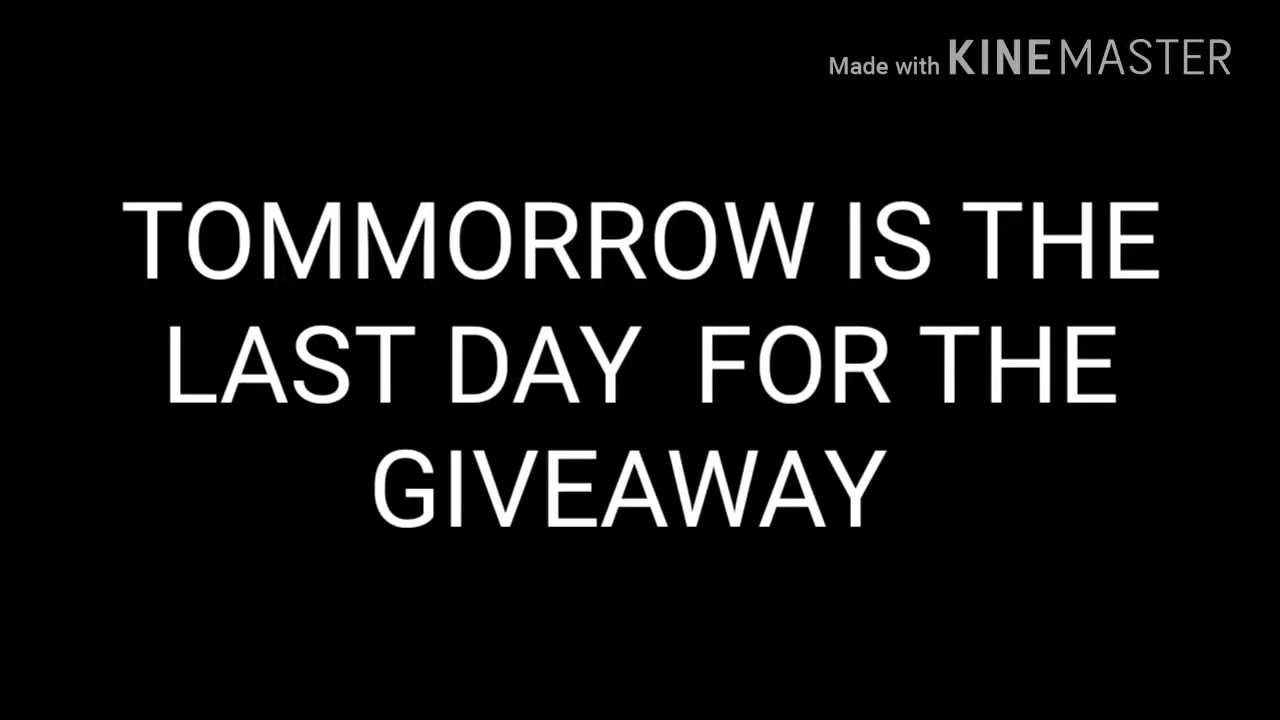 Made with KINEMASTER
TOMMORROW IS THE
LAST DAY  FOR THE
GIVEAWAY